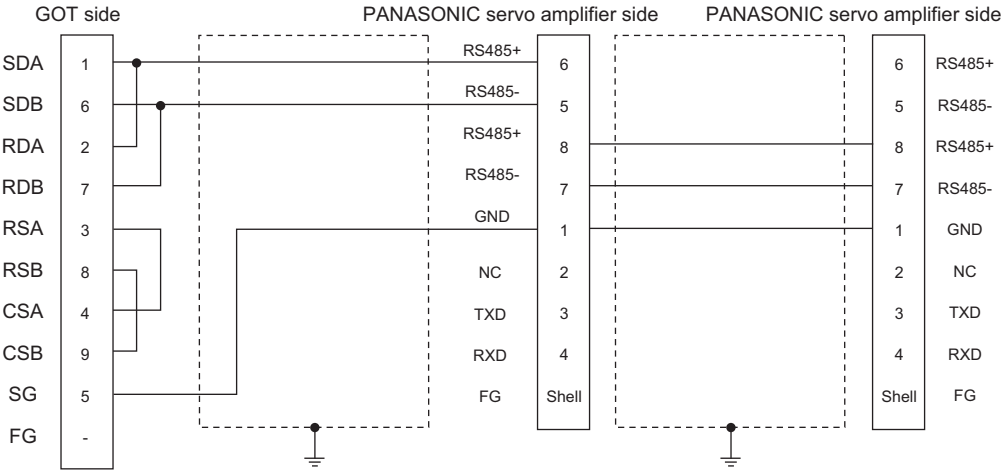 GOT side PANASONIC servo amplifier side PANASONIC servo amplifier side
SDA 1 RS485+ 6 6 RS485+
SDB 6 RS485- 5 5 RS485-
RDA 2 RS485+ 8 8 RS485+
RDB 7 RS485- 7 7 RS485-
RSA 3 GND 1 1 GND
RSB 8 NC 2 2 NC
CSA 4 TXD 3 3 TXD
CSB 9 RXD 4 4 RXD
SG 5 FG Shell Shell FG
FG -